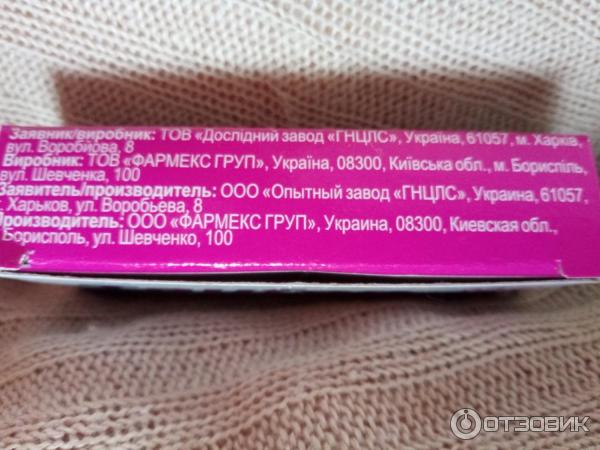 Заявник/виробник: ТОВ «Дослідний завод «ГНЦЛС», Україна, 61057, м. Харків,
вул. Воробйова, 8
Виробник: ТОВ «ФАРМЕКС ГРУП», Україна, 08300, Київська обл., м. Бориспіль,
вул. Шевченка, 100
Заявитель/производитель: ООО «Опытный завод «ГНЦЛС», Украина, 61057,
г. Харьков, ул. Воробьева, 8
Производитель: ООО «ФАРМЕКС ГРУП», Украина, 08300, Киевская обл.,
Борисполь, ул. Шевченко, 100
ОТЗОВИК